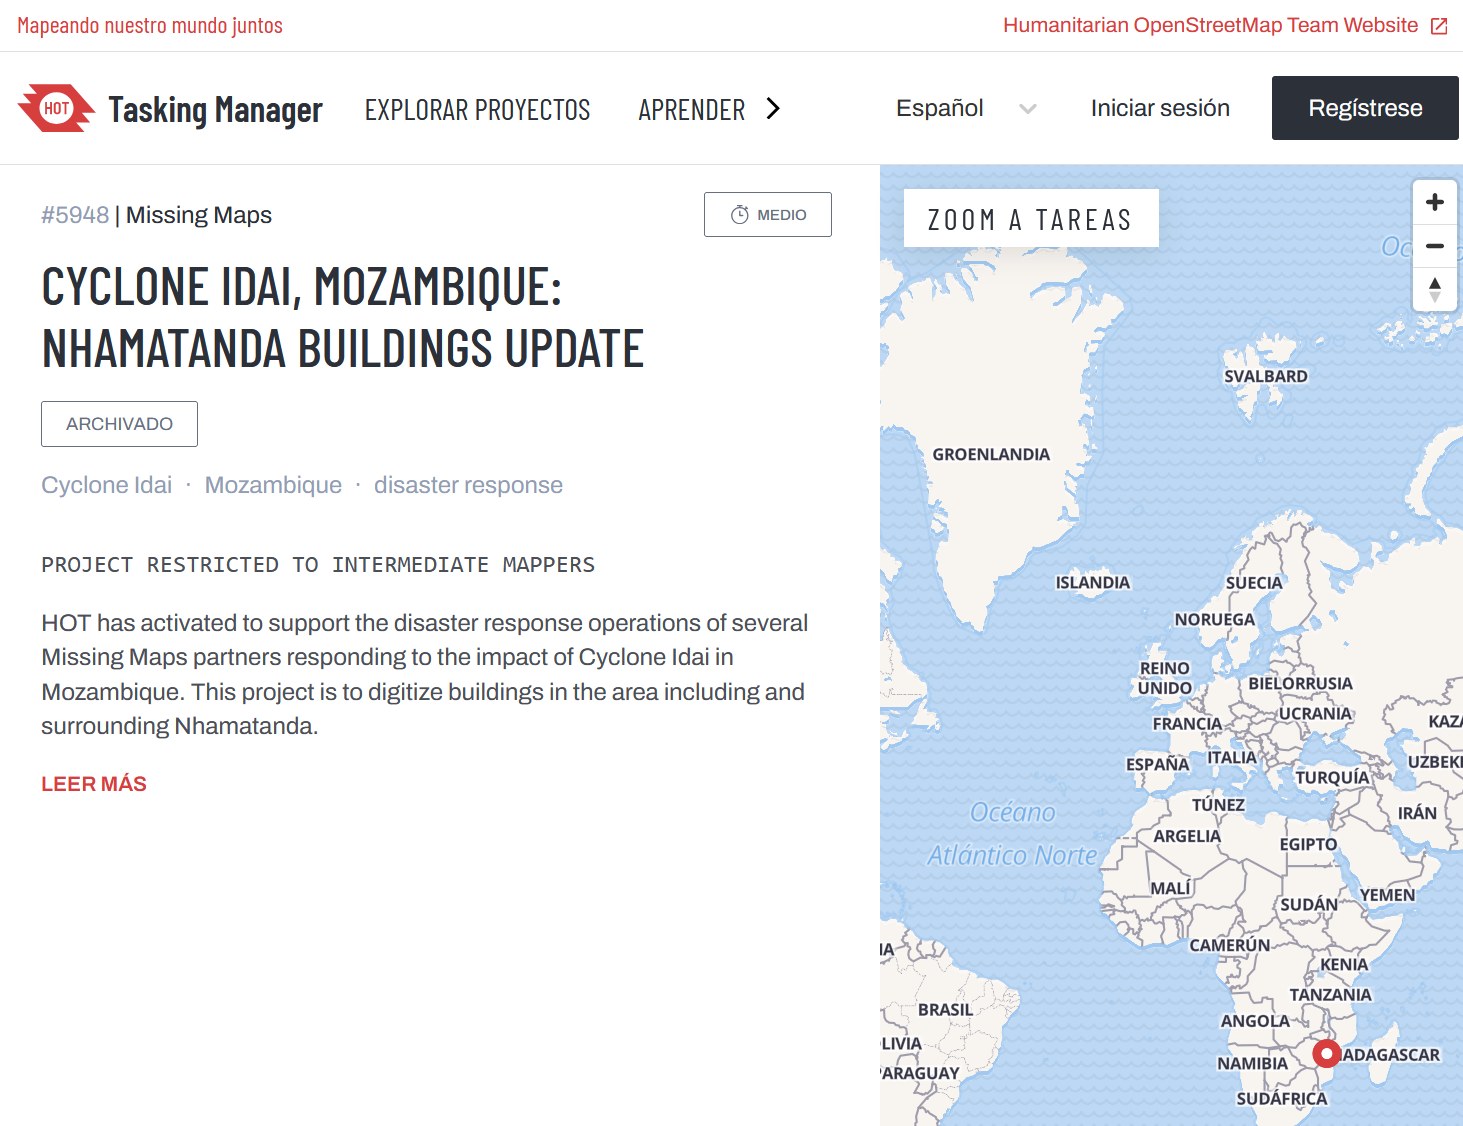 Mapeando nuestro mundo juntos
Humanitarian OpenStreetMap Team Website
HOT
Tasking Manager
EXPLORAR PROYECTOS
APRENDER
Español
Iniciar sesión
Regístrese
#5948 | Missing Maps
MEDIO
CYCLONE IDAI, MOZAMBIQUE:
NHAMATANDA BUILDINGS UPDATE
ARCHIVADO
Cyclone Idai · Mozambique · disaster response
PROJECT RESTRICTED TO INTERMEDIATE MAPPERS
HOT has activated to support the disaster response operations of several
Missing Maps partners responding to the impact of Cyclone Idai in
Mozambique. This project is to digitize buildings in the area including and
surrounding Nhamatanda.
LEER MÁS
ZOOM A TAREAS
SVALBARD
GROENLANDIA
ISLANDIA
SUECIA
NORUEGA
REINO
UNIDO
BIELORRUSIA
UCRANIA
FRANCIA
KAZA
ESPAÑA
ITALIA
UZBEKI
TURQUÍA
TÚNEZ
IRÁN
Océano
Atlántico Norte
ARGELIA
EGIPTO
MALÍ
YEMEN
SUDÁN
CAMERÚN
KENIA
TANZANIA
BRASIL
ANGOLA
LIVIA
ADAGASCAR
NAMIBIA
PARAGUAY
SUDÁFRICA